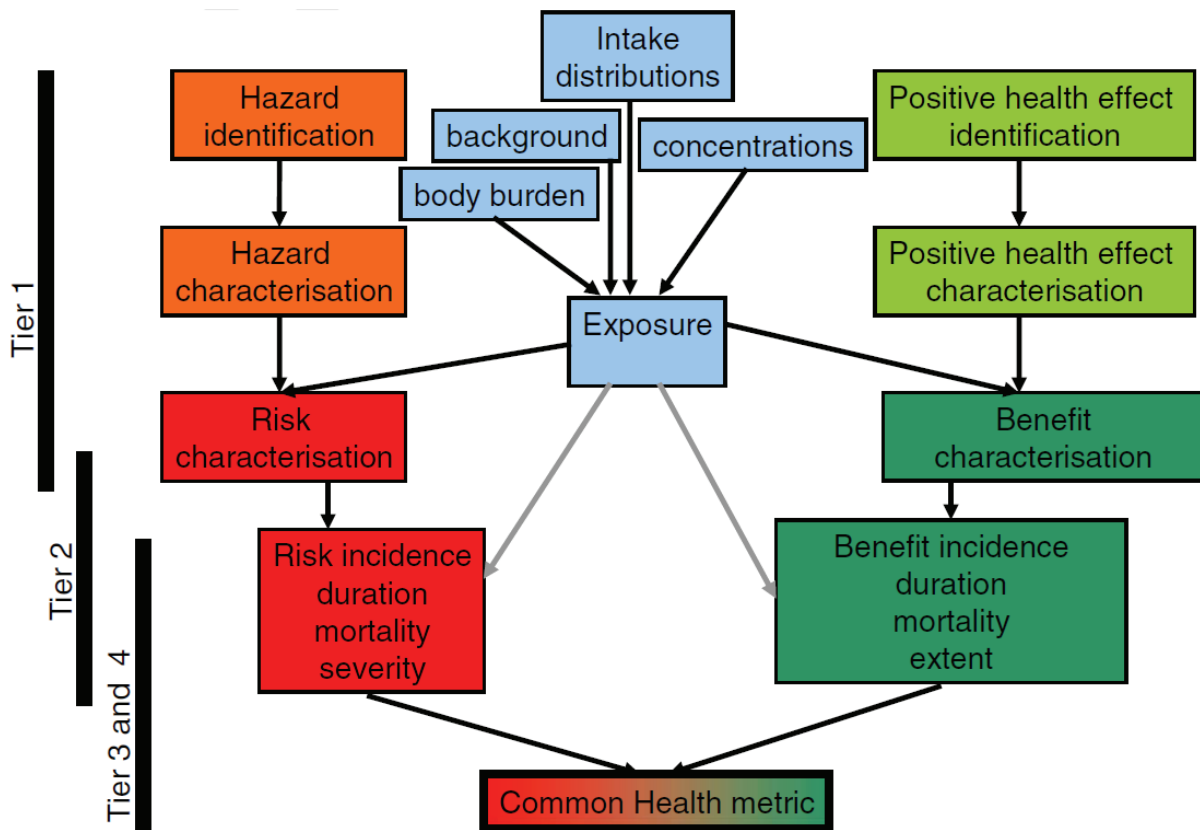 Intake
distributions
Hazard
identification
background
concentrations
Positive health effect
identification
body burden
Hazard
characterisation
Positive health effect
characterisation
Exposure
Tier 1
Risk
characterisation
Benefit
characterisation
Tier 2
Risk incidence
duration
mortality
severity
Benefit incidence
duration
mortality
extent
Tier 3 and 4
Common Health metric